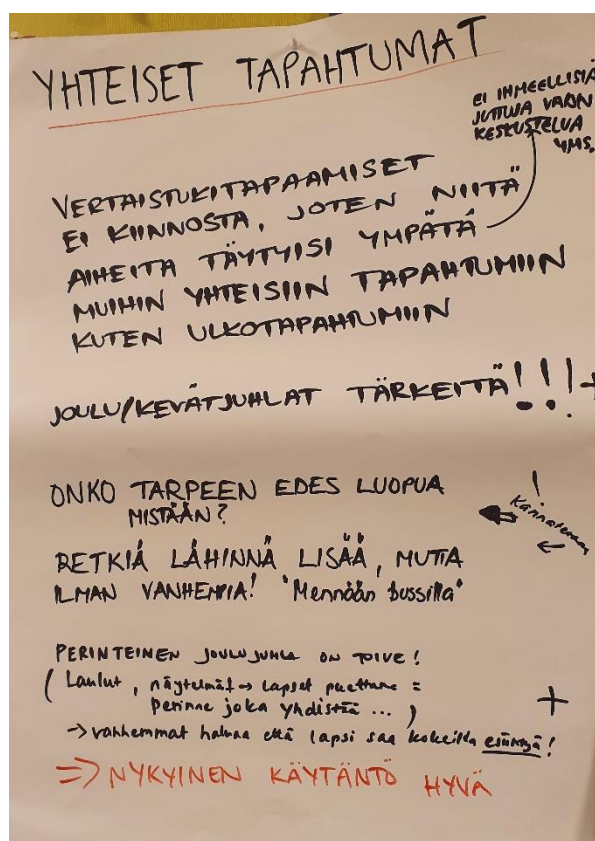 YHTEISET TAPAHTUMAT
EI IHMEELLISIÄ
JUTTUJA VAAN
KESKUSTELUA
YMS.
VERTAISTUKITAPAAMISET
EI KIINNOSTA, JOTEN NIITÄ
AIHEITA TÄYTYISI YMPÄTÄ
MUIHIN YHTEISIIN TAPAHTUMIIN
KUTEN ULKOTAPAHTUMIIN
JOULU/KEVÄTJUHLAT TÄRKEITÄ!!! +
ONKO TARPEEN EDES LUOPUA
MISTÄÄN?
!
Kannatetaan
RETKIÄ LÄHINNÄ LISÄÄ, MUTTA
ILMAN VANHEMPIA! "Mennään bussilla"
PERINTEINEN JOULUJUHLA ON TOIVE!
(Laulut, näytelmät → lapset puettuna =
perinne joka yhdistää ...) +
→ vanhemmat haluaa että lapsi saa kokeilla esiintyä!
=> NYKYINEN KÄYTÄNTÖ HYVÄ